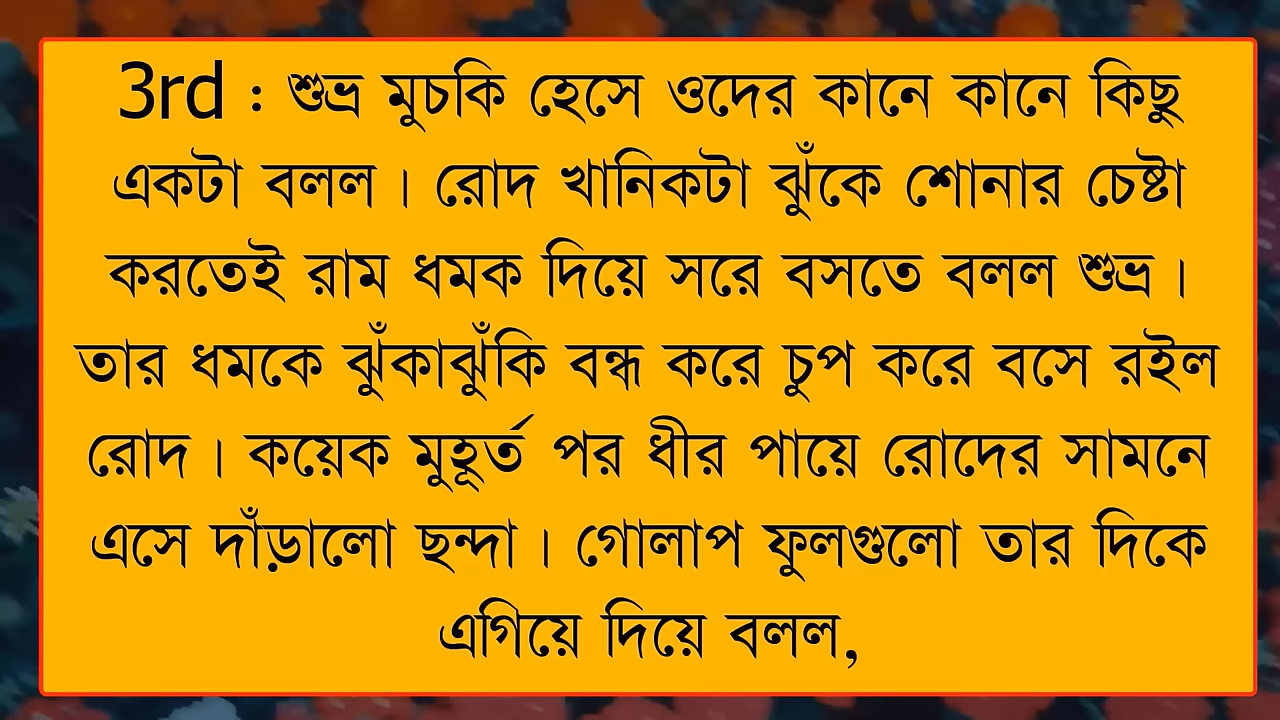 3rd : শুভ্র মুচকি হেসে ওদের কানে কানে কিছু
একটা বলল। রোদ খানিকটা ঝুঁকে শোনার চেষ্টা
করতেই রাম ধমক দিয়ে সরে বসতে বলল শুভ্র।
তার ধমকে ঝুঁকাঝুঁকি বন্ধ করে চুপ করে বসে রইল
রোদ। কয়েক মুহূর্ত পর ধীর পায়ে রোদের সামনে
এসে দাঁড়ালো ছন্দা। গোলাপ ফুলগুলো তার দিকে
এগিয়ে দিয়ে বলল,